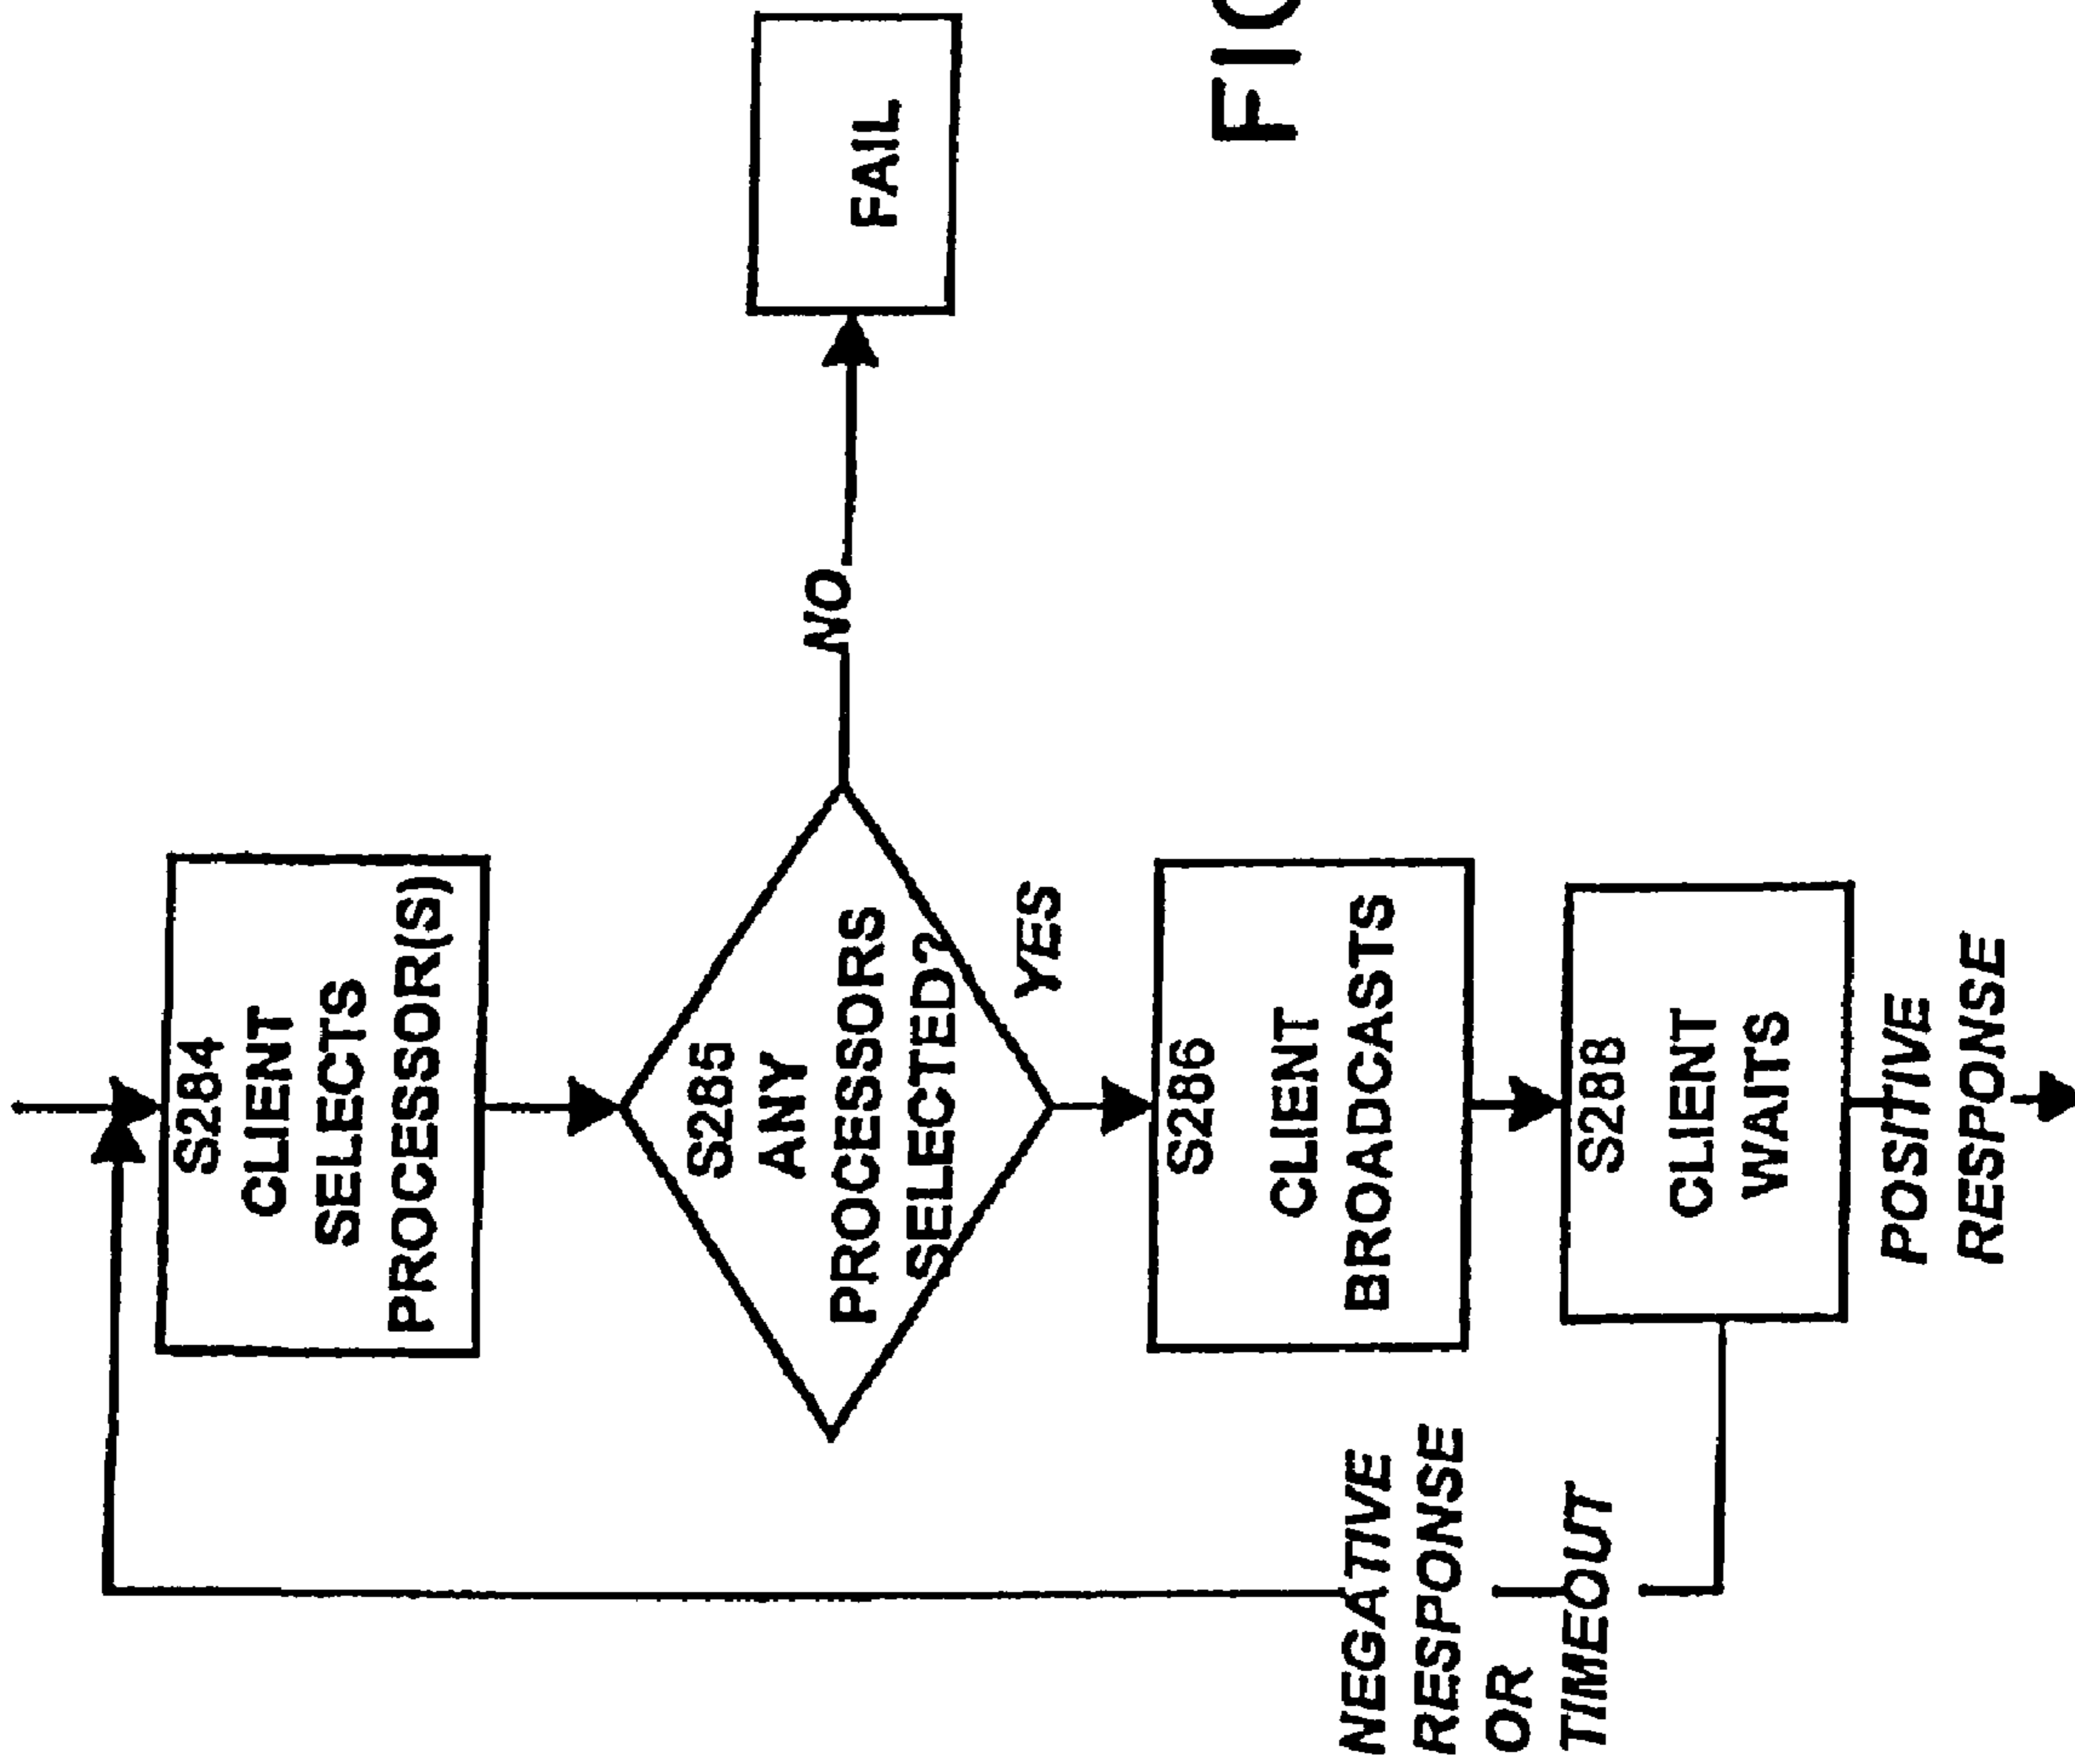 S284
CLIENT
SELECTS
PROCESSOR(S)
S285
ANY
PROCESSORS
SELECTED?
NO
FAIL
YES
S286
CLIENT
BROADCASTS
S288
CLIENT
WAITS
NEGATIVE
RESPONSE
OR
TIMEOUT
POSITIVE
RESPONSE